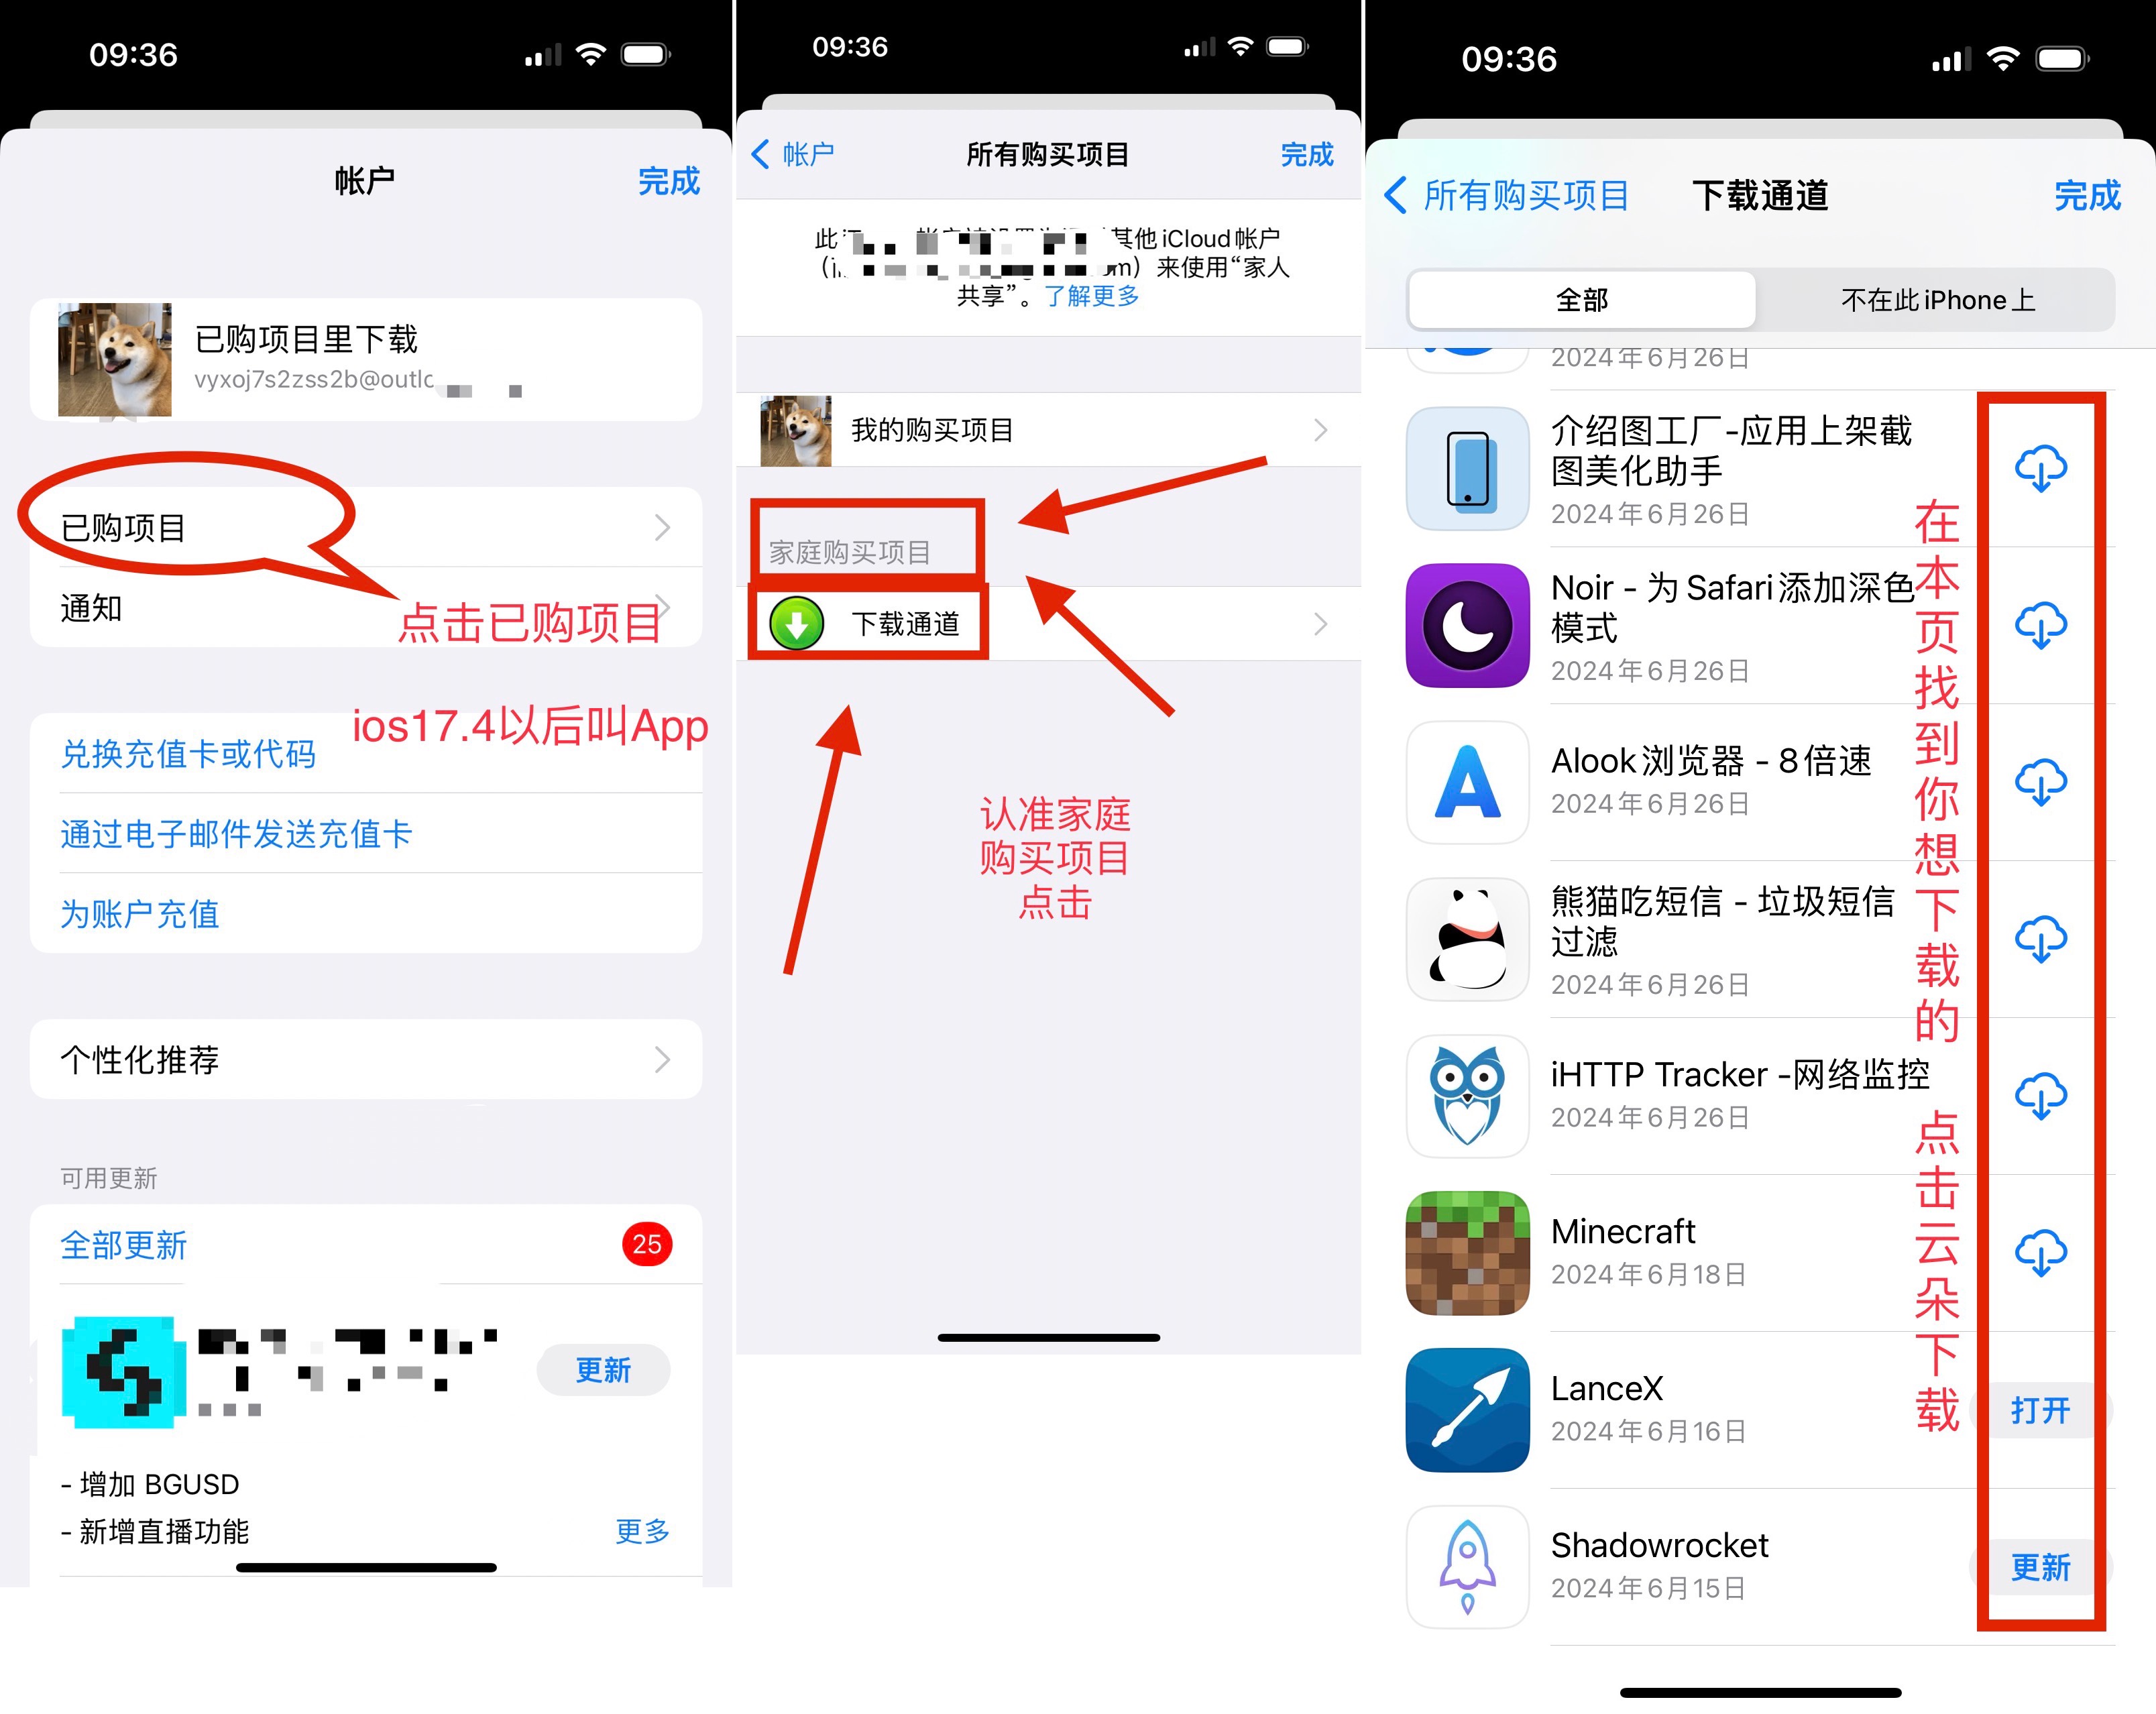 09:36
帐户
完成
已购项目里下载
vyxoj7s2zss2b@outlo
已购项目
通知
点击已购项目
ios17.4以后叫App
兑换充值卡或代码
通过电子邮件发送充值卡
为账户充值
个性化推荐
可用更新
全部更新
25
更新
- 增加 BGUSD
- 新增直播功能
更多
09:36
帐户
所有购买项目
完成
此
其他 iCloud 帐户
om）来使用“家人
共享”。了解更多
我的购买项目
家庭购买项目
下载通道
认准家庭
购买项目
点击
09:36
所有购买项目
下载通道
完成
全部
不在此 iPhone 上
2024年6月26日
介绍图工厂-应用上架截
图美化助手
2024年6月26日
Noir - 为 Safari 添加深色
模式
2024年6月26日
Alook浏览器 - 8倍速
2024年6月26日
熊猫吃短信 - 垃圾短信
过滤
2024年6月26日
iHTTP Tracker -网络监控
2024年6月26日
Minecraft
2024年6月18日
LanceX
2024年6月16日
打开
Shadowrocket
2024年6月15日
更新
在本页找到你想下载的
点击云朵下载